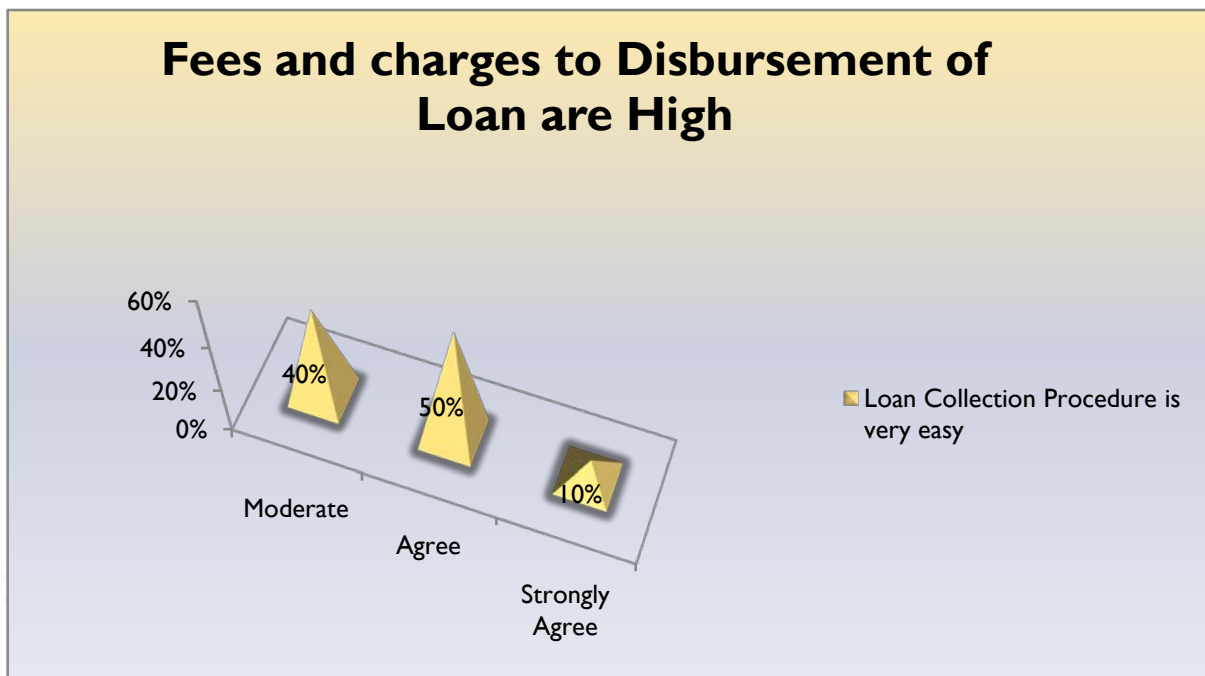 Fees and charges to Disbursement of
Loan are High
60%
40%
20%
0%
40%
50%
10%
Moderate
Agree
Strongly
Agree
Loan Collection Procedure is
very easy